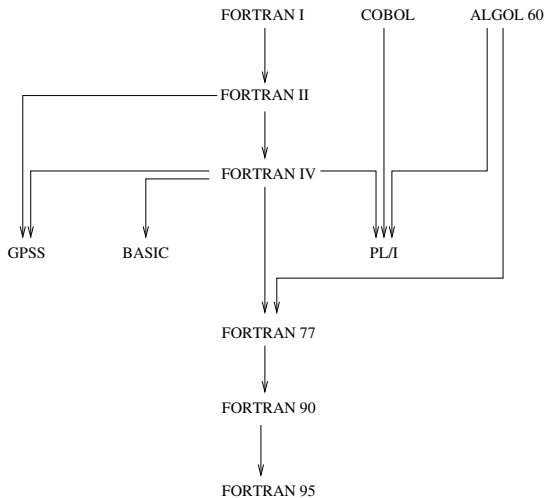 FORTRAN I
COBOL
ALGOL 60
FORTRAN II
FORTRAN IV
GPSS
BASIC
PL/I
FORTRAN 77
FORTRAN 90
FORTRAN 95